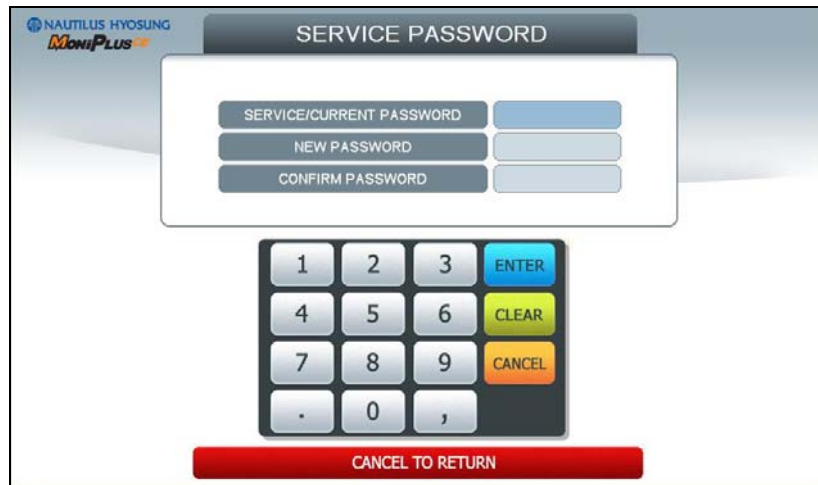 NAUTILUS HYOSUNG
MONIPLUS CE
SERVICE PASSWORD
SERVICE/CURRENT PASSWORD
NEW PASSWORD
CONFIRM PASSWORD
1 2 3 ENTER
4 5 6 CLEAR
7 8 9 CANCEL
. 0 ,
CANCEL TO RETURN